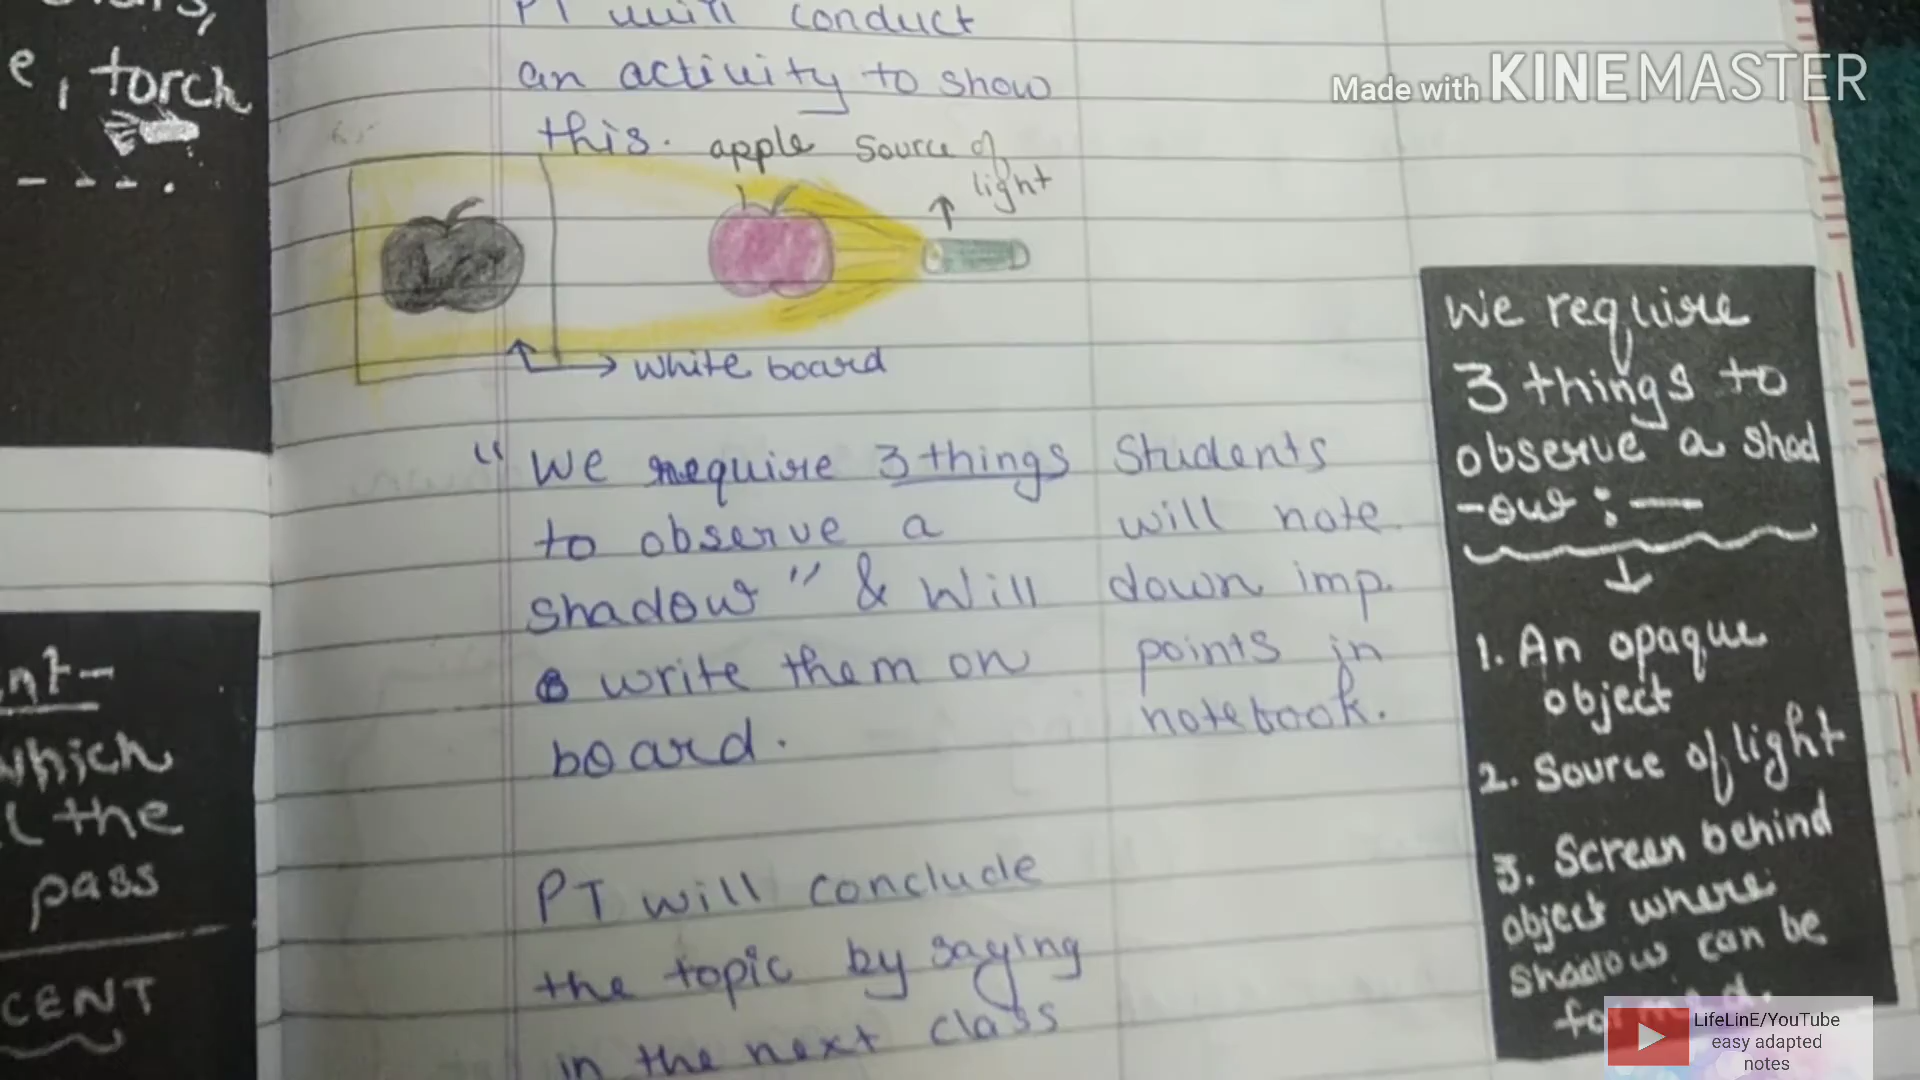 e, torch
- - - - .
nt-
which
the
pass
CENT
PT will conduct
an activity to show
this.
apple
Source of
light
white board
"We require 3 things
to observe a
shadow" & Will
write them on
board.
PT will conclude
the topic by saying
in the next class
Students
will note
down imp.
points in
notebook.
We require
3 things to
observe a shad
-ow : —
1. An opaque
object
2. Source of light
3. Screen behind
object where
shadow can be
formed.
Made with KINEMASTER
LifeLinE/YouTube
easy adapted
notes